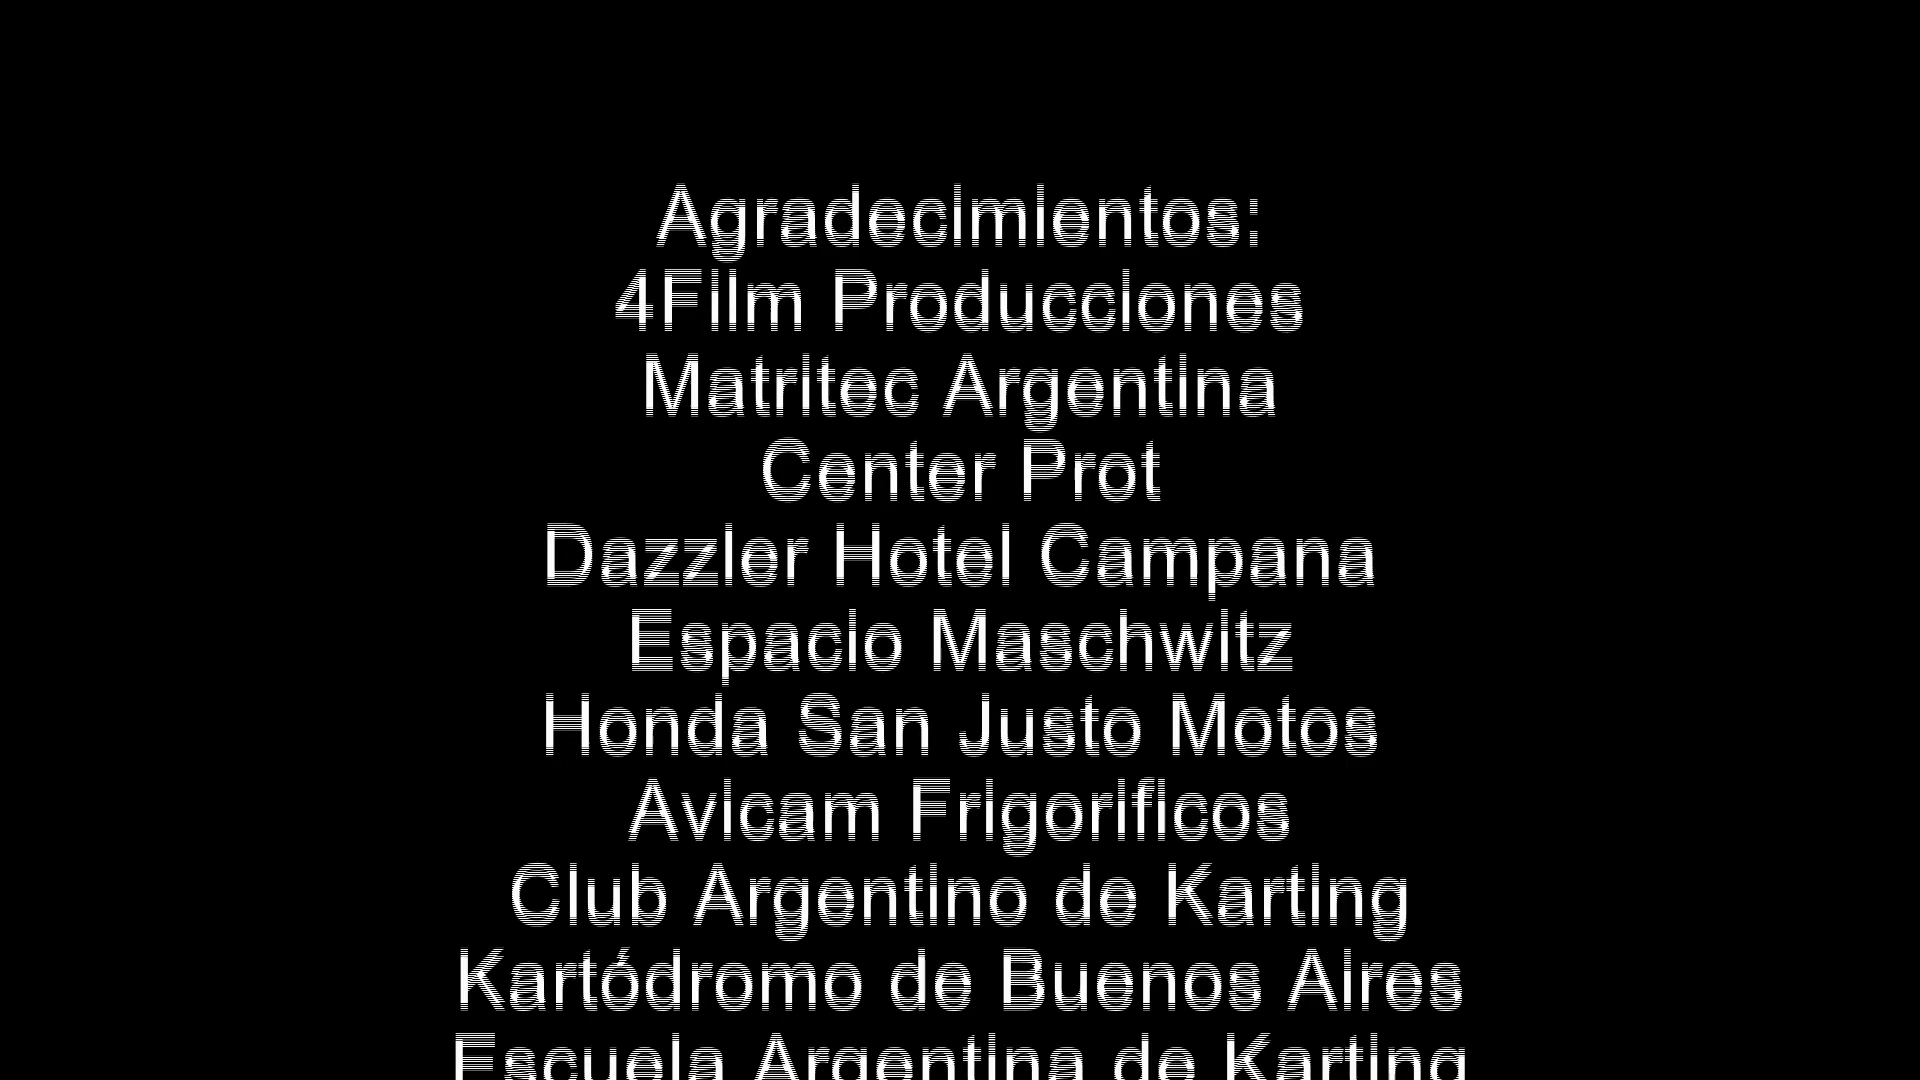 Agradecimientos:
4Film Producciones
Matritec Argentina
Center Prot
Dazzler Hotel Campana
Espacio Maschwitz
Honda San Justo Motos
Avicam Frigorificos
Club Argentino de Karting
Kartódromo de Buenos Aires
Escuela Argentina de Karting